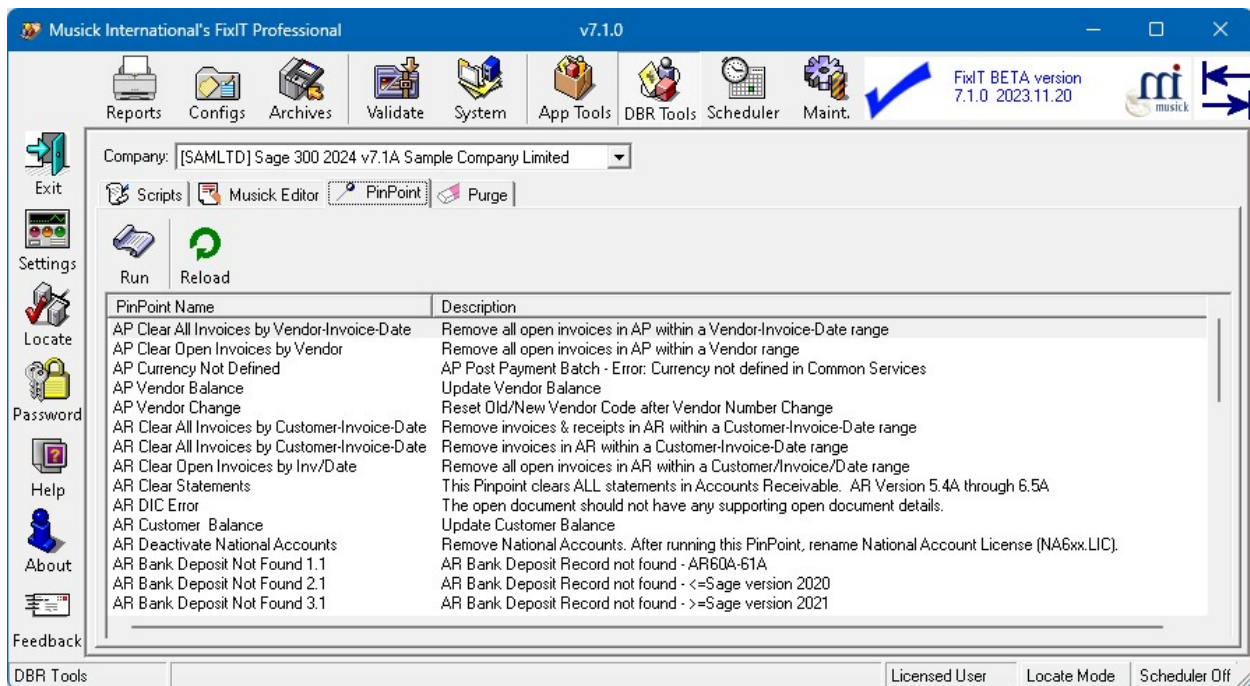 Musick International's FixIT Professional v7.1.0
Reports Configs Archives Validate System App Tools DBR Tools Scheduler Maint.
FixIT BETA version
7.1.0 2023.11.20
mi
musick
Exit
Settings
Locate
Password
Help
About
Feedback
Company: [SAMLTD] Sage 300 2024 v7.1A Sample Company Limited
Scripts Musick Editor PinPoint Purge
Run Reload
PinPoint Name Description
AP Clear All Invoices by Vendor-Invoice-Date Remove all open invoices in AP within a Vendor-Invoice-Date range
AP Clear Open Invoices by Vendor Remove all open invoices in AP within a Vendor range
AP Currency Not Defined AP Post Payment Batch - Error: Currency not defined in Common Services
AP Vendor Balance Update Vendor Balance
AP Vendor Change Reset Old/New Vendor Code after Vendor Number Change
AR Clear All Invoices by Customer-Invoice-Date Remove invoices & receipts in AR within a Customer-Invoice-Date range
AR Clear All Invoices by Customer-Invoice-Date Remove invoices in AR within a Customer-Invoice-Date range
AR Clear Open Invoices by Inv/Date Remove all open invoices in AR within a Customer/Invoice/Date range
AR Clear Statements This Pinpoint clears ALL statements in Accounts Receivable. AR Version 5.4A through 6.5A
AR DIC Error The open document should not have any supporting open document details.
AR Customer Balance Update Customer Balance
AR Deactivate National Accounts Remove National Accounts. After running this PinPoint, rename National Account License (NA6xx.LIC).
AR Bank Deposit Not Found 1.1 AR Bank Deposit Record not found - AR60A-61A
AR Bank Deposit Not Found 2.1 AR Bank Deposit Record not found - <=Sage version 2020
AR Bank Deposit Not Found 3.1 AR Bank Deposit Record not found - >=Sage version 2021
DBR Tools Licensed User Locate Mode Scheduler Off